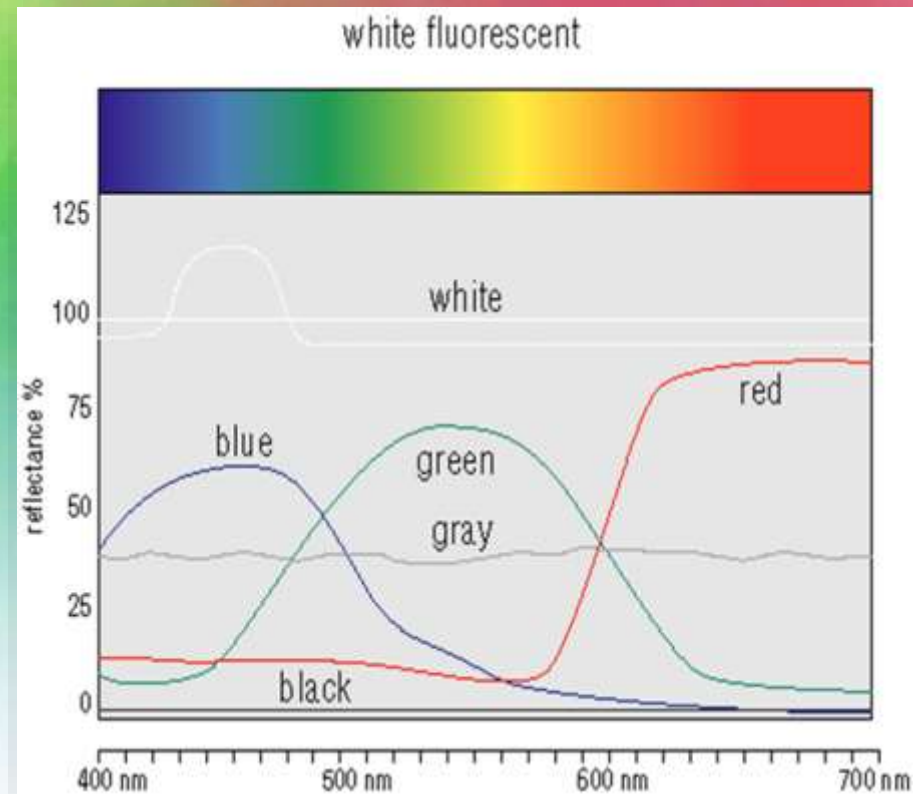 white fluorescent
125
100
75
50
25
0
reflectance %
white
red
blue
green
gray
black
400 nm
500 nm
600 nm
700 nm